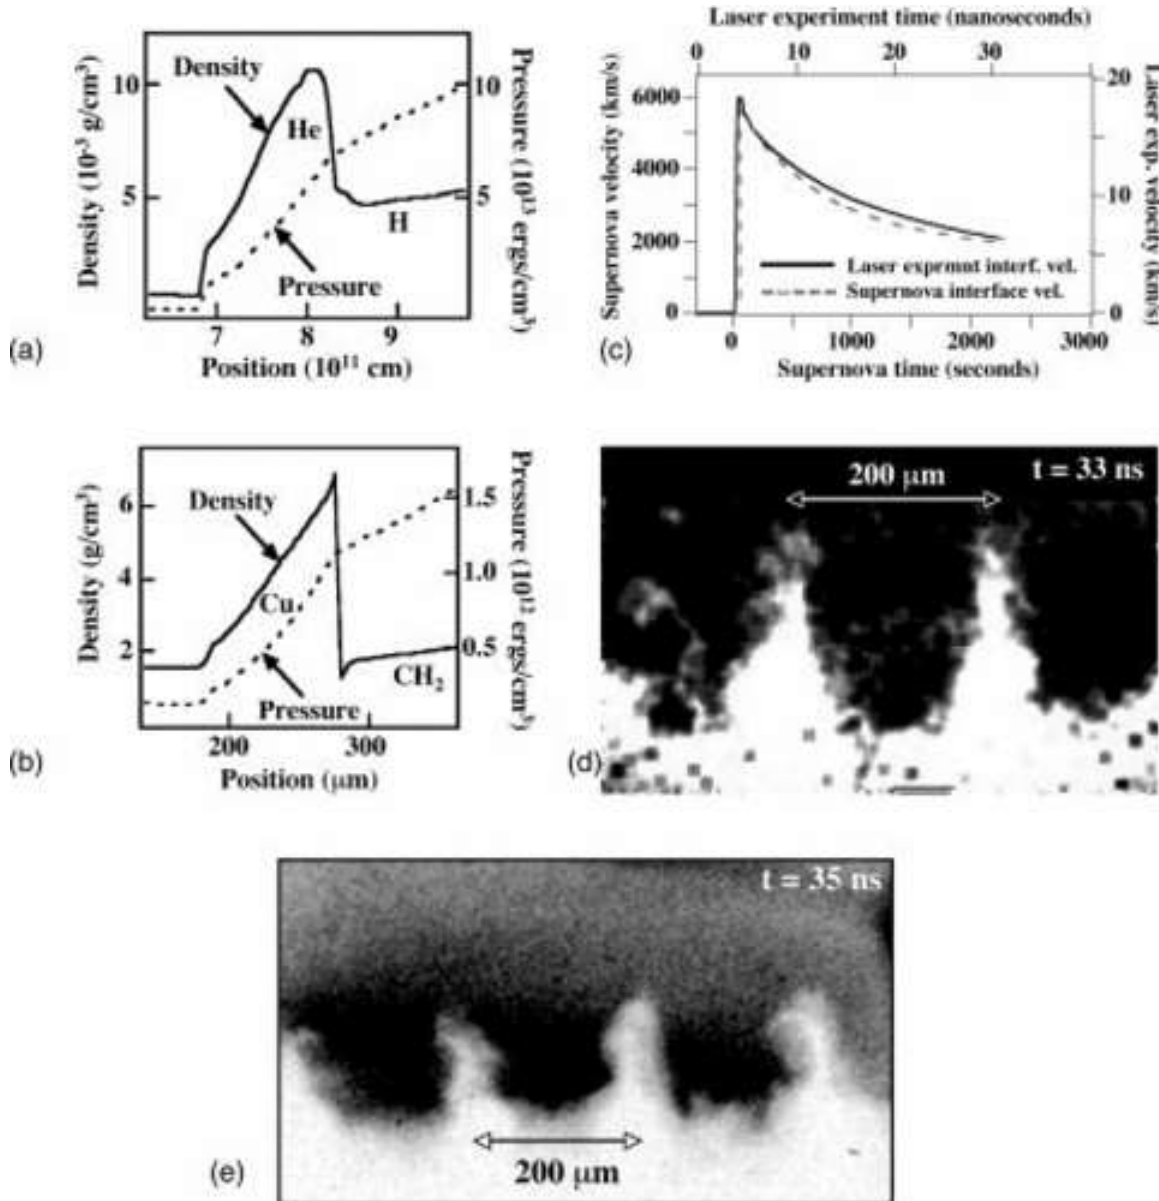 Density (10⁻³ g/cm³)
10
5
Density
He
H
Pressure
10
5
Pressure (10¹³ ergs/cm³)
7 8 9
Position (10¹¹ cm)
(a)
Laser experiment time (nanoseconds)
0 10 20 30
Supernova velocity (km/s)
6000
4000
2000
0
20
10
0
Laser exp. velocity (km/s)
Laser exprmnt interf. vel.
Supernova interface vel.
0 1000 2000 3000
Supernova time (seconds)
(c)
Density (g/cm³)
6
4
2
Density
Cu
CH₂
Pressure
1.5
1.0
0.5
Pressure (10¹² ergs/cm³)
200 300
Position (μm)
(b)
200 μm
t = 33 ns
(d)
t = 35 ns
200 μm
(e)